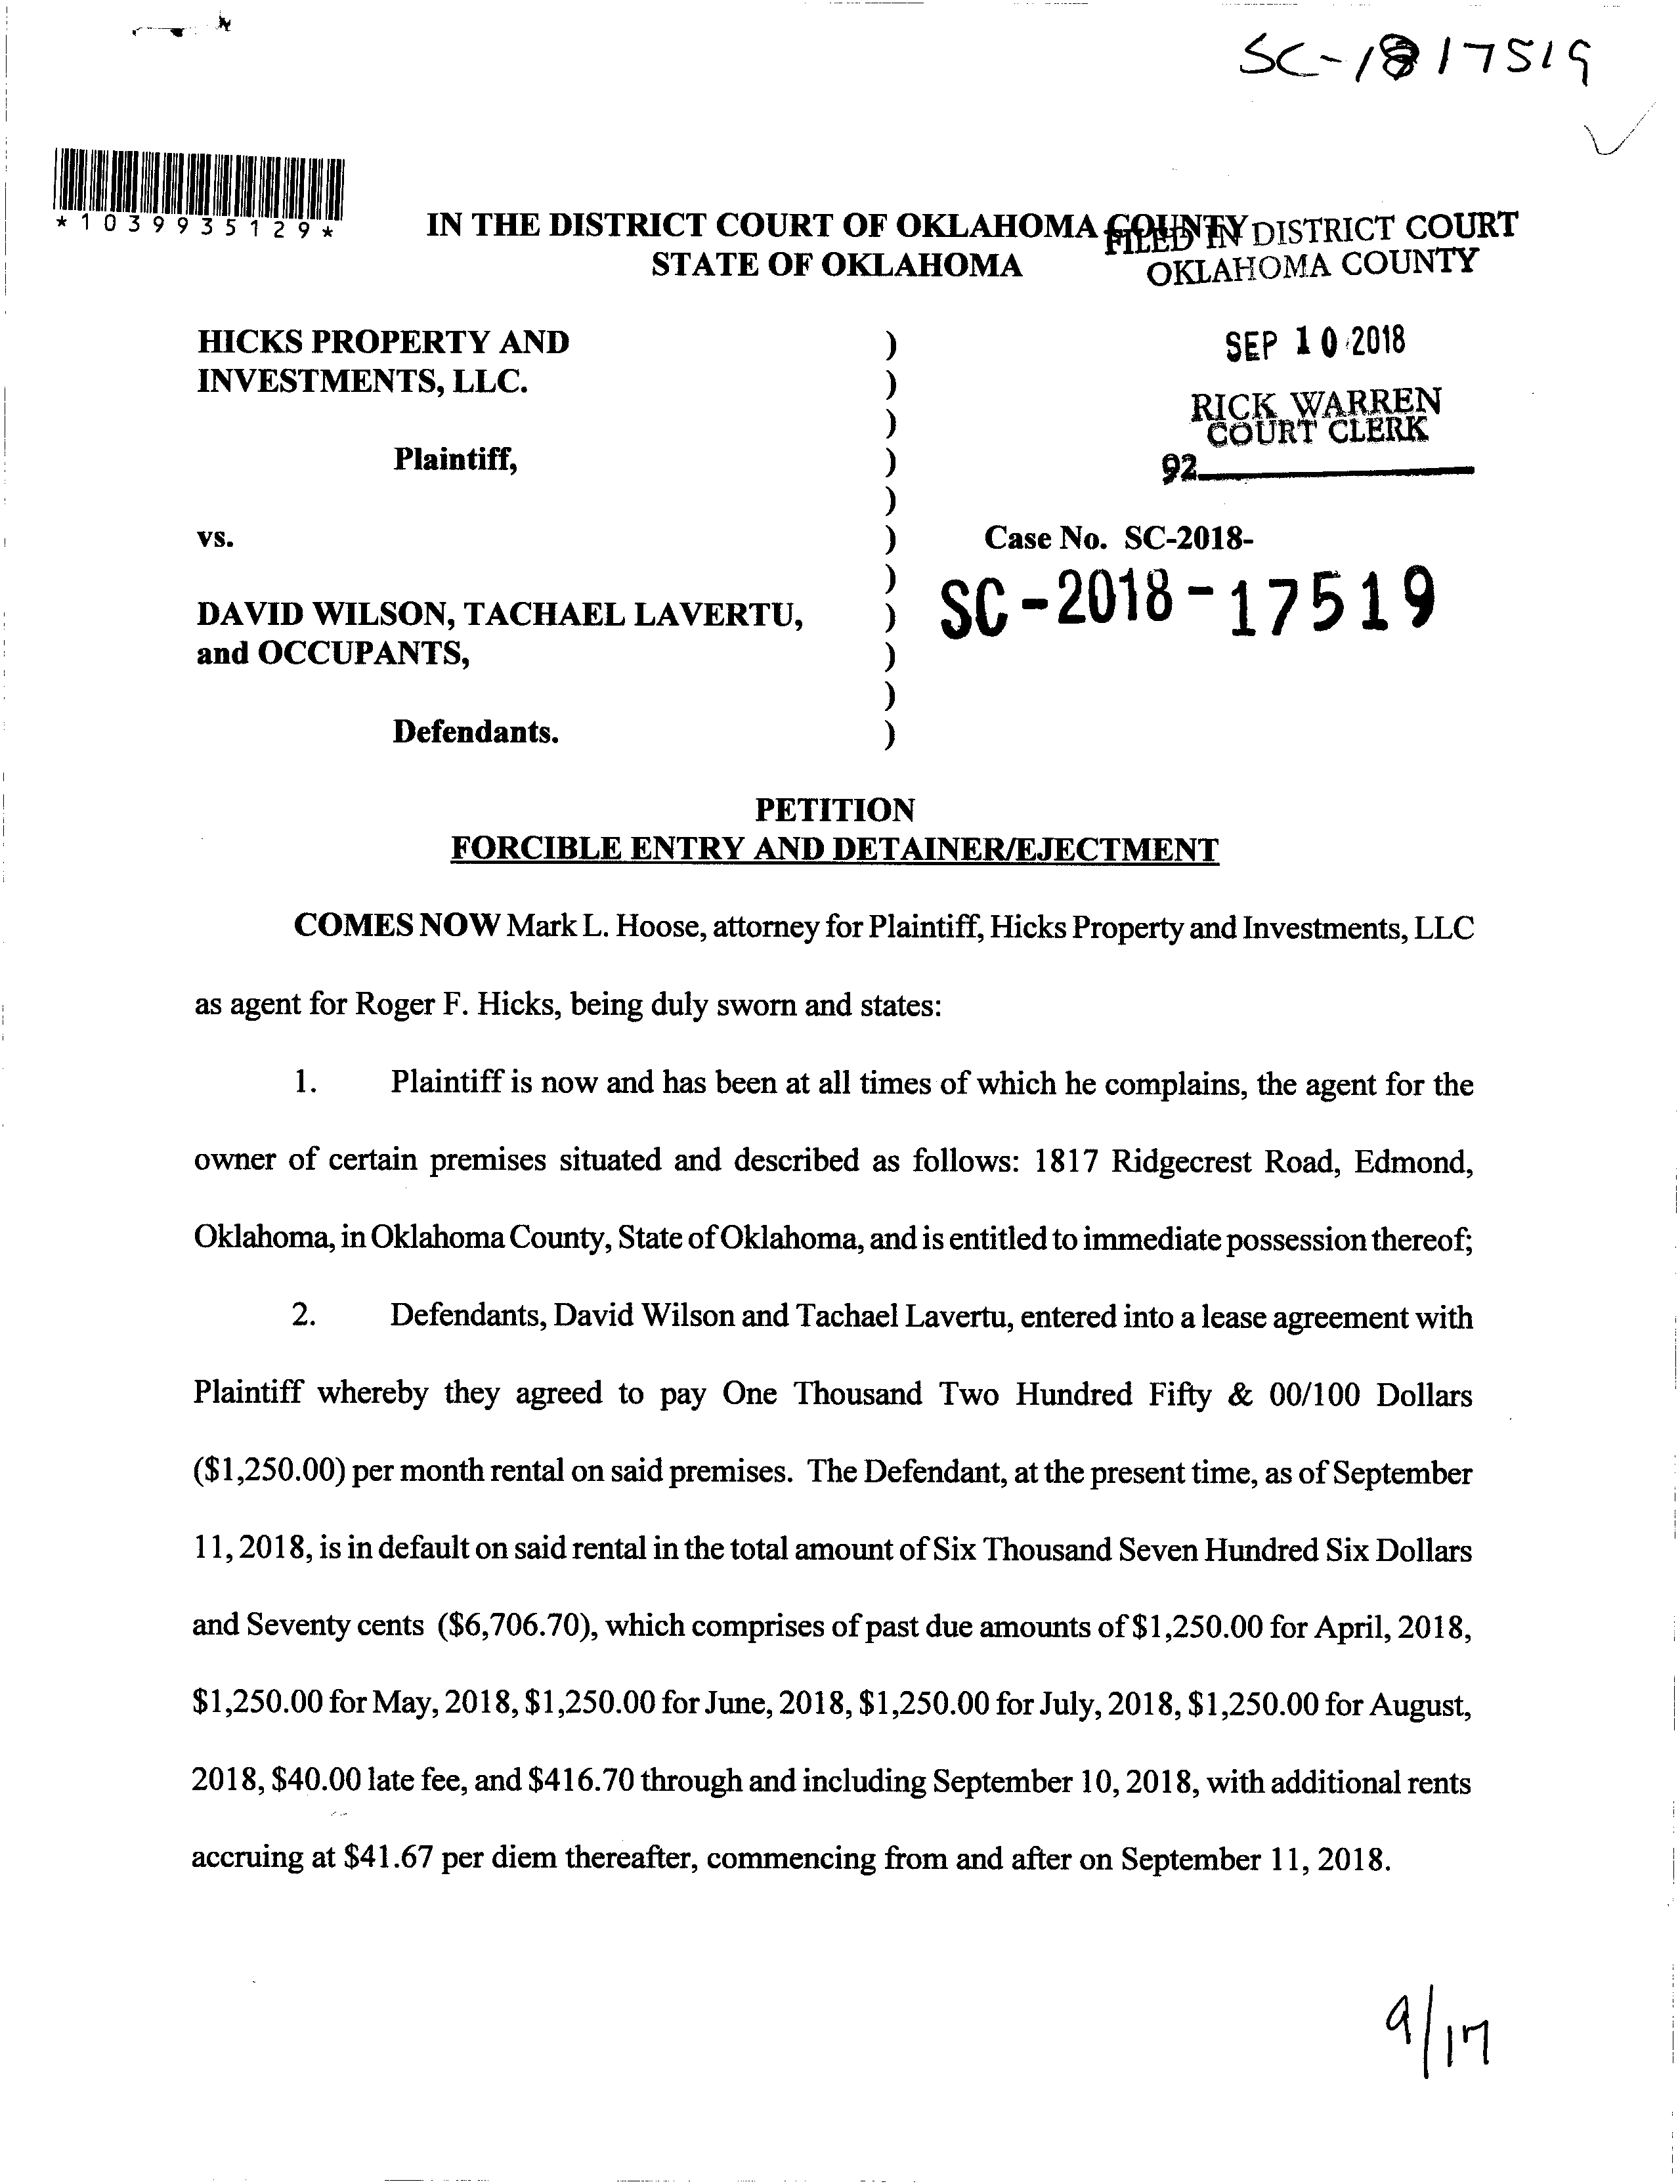 SC-18 17519
*1039935129*
IN THE DISTRICT COURT OF OKLAHOMA COUNTY
STATE OF OKLAHOMA
FILED IN DISTRICT COURT
OKLAHOMA COUNTY
SEP 10 2018
RICK WARREN
COURT CLERK
92
HICKS PROPERTY AND )
INVESTMENTS, LLC. )
)
Plaintiff, )
)
vs. ) Case No. SC-2018-
)
SC-2018-17519
DAVID WILSON, TACHAEL LAVERTU, )
and OCCUPANTS, )
)
Defendants. )
PETITION
FORCIBLE ENTRY AND DETAINER/EJECTMENT
COMES NOW Mark L. Hoose, attorney for Plaintiff, Hicks Property and Investments, LLC
as agent for Roger F. Hicks, being duly sworn and states:
1. Plaintiff is now and has been at all times of which he complains, the agent for the
owner of certain premises situated and described as follows: 1817 Ridgecrest Road, Edmond,
Oklahoma, in Oklahoma County, State of Oklahoma, and is entitled to immediate possession thereof;
2. Defendants, David Wilson and Tachael Lavertu, entered into a lease agreement with
Plaintiff whereby they agreed to pay One Thousand Two Hundred Fifty & 00/100 Dollars
($1,250.00) per month rental on said premises. The Defendant, at the present time, as of September
11, 2018, is in default on said rental in the total amount of Six Thousand Seven Hundred Six Dollars
and Seventy cents ($6,706.70), which comprises of past due amounts of $1,250.00 for April, 2018,
$1,250.00 for May, 2018, $1,250.00 for June, 2018, $1,250.00 for July, 2018, $1,250.00 for August,
2018, $40.00 late fee, and $416.70 through and including September 10, 2018, with additional rents
accruing at $41.67 per diem thereafter, commencing from and after on September 11, 2018.
9/17